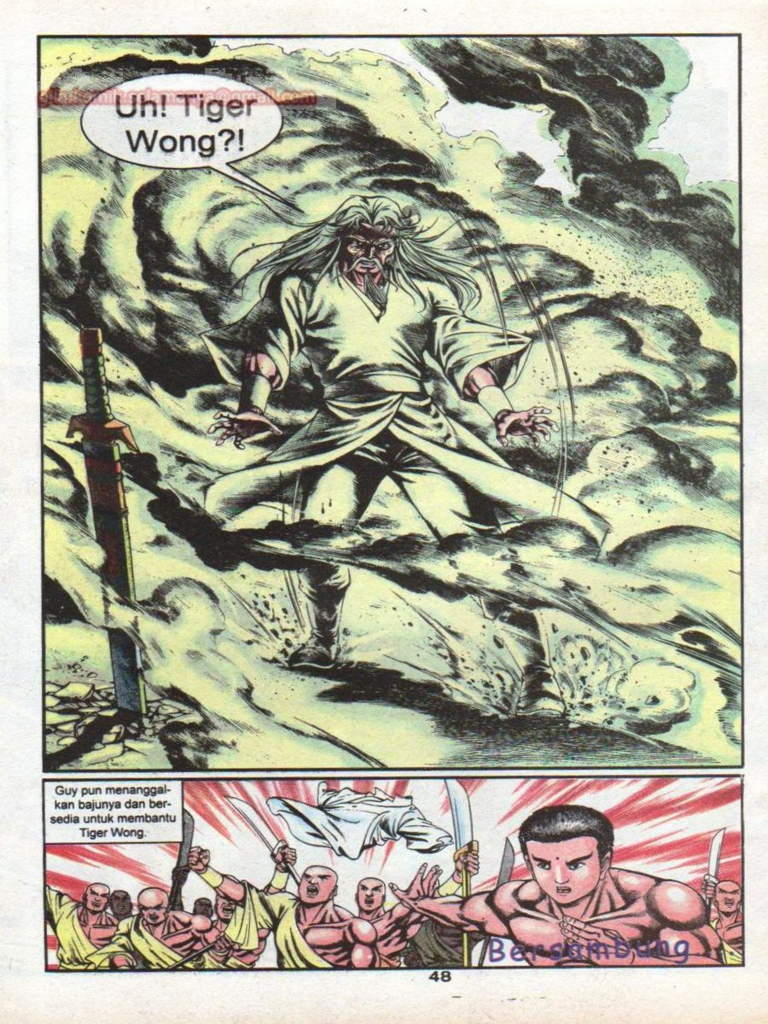 Uh! Tiger
Wong?!
Guy pun menanggal-
kan bajunya dan ber-
sedia untuk membantu
Tiger Wong.
Bersambung
48